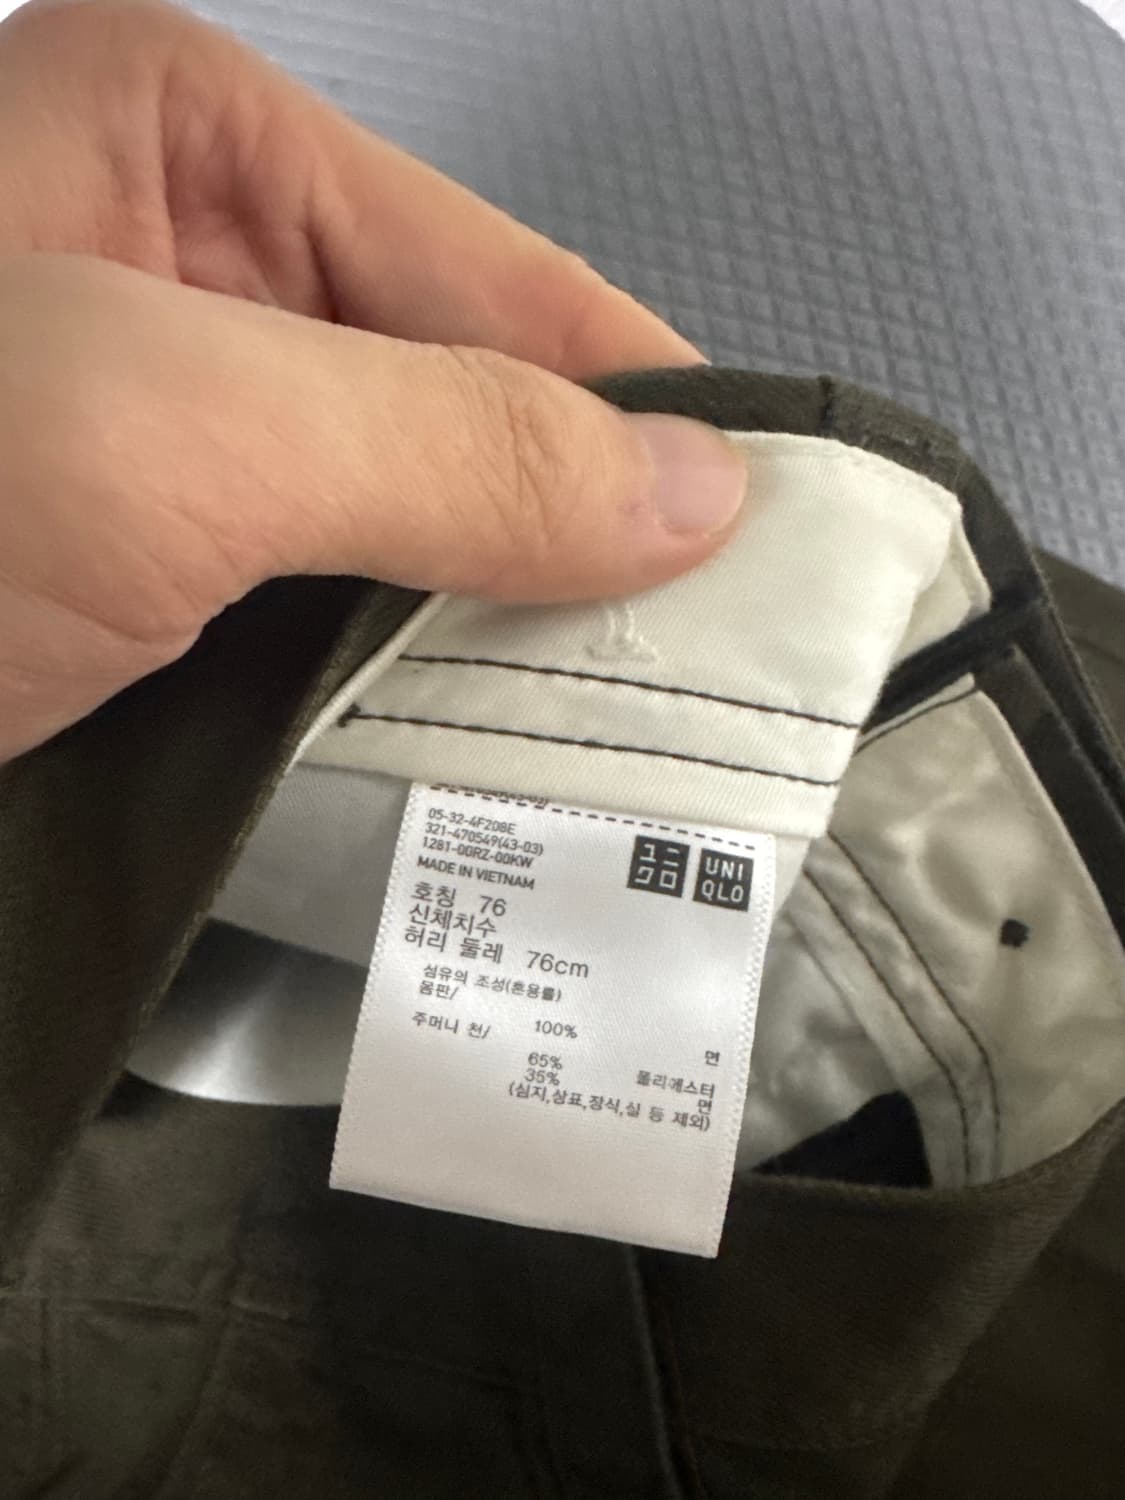 05-32-4F208E
321-470549(43-03)
1281-00RZ-00KW
MADE IN VIETNAM
ユニ
クロ
UNI
QLO
호칭 76
신체치수
허리 둘레 76cm
섬유의 조성(혼용률)
몸판/
100% 면
주머니 천/
65% 폴리에스터
35% 면
(심지,상표,장식,실 등 제외)